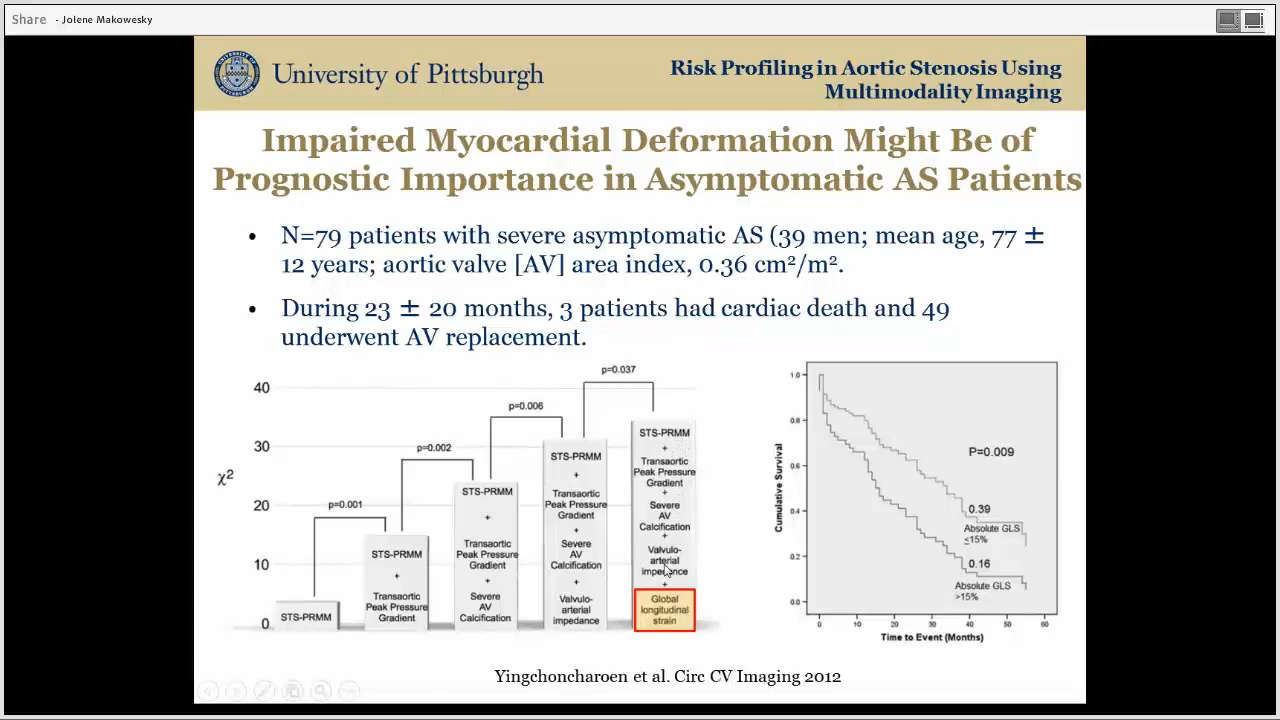 Share - Jolene Makowesky
University of Pittsburgh
Risk Profiling in Aortic Stenosis Using
Multimodality Imaging
Impaired Myocardial Deformation Might Be of
Prognostic Importance in Asymptomatic AS Patients
• N=79 patients with severe asymptomatic AS (39 men; mean age, 77 ±
12 years; aortic valve [AV] area index, 0.36 cm²/m².
• During 23 ± 20 months, 3 patients had cardiac death and 49
underwent AV replacement.
χ²
40
30
20
10
0
p=0.001
p=0.002
p=0.006
p=0.037
STS-PRMM
STS-PRMM
+
Transaortic
Peak Pressure
Gradient
STS-PRMM
+
Transaortic
Peak Pressure
Gradient
+
Severe
AV
Calcification
STS-PRMM
+
Transaortic
Peak Pressure
Gradient
+
Severe
AV
Calcification
+
Valvulo-
arterial
impedance
STS-PRMM
+
Transaortic
Peak Pressure
Gradient
+
Severe
AV
Calcification
+
Valvulo-
arterial
impedance
+
Global
longitudinal
strain
Cumulative Survival
1.0
0.8
0.6
0.4
0.2
0.0
P=0.009
0.39
Absolute GLS
≤15%
0.16
Absolute GLS
>15%
0 10 20 30 40 50 60
Time to Event (Months)
Yingchoncharoen et al. Circ CV Imaging 2012